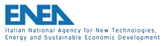 ENEA
Italian National Agency for New Technologies,
Energy and Sustainable Economic Development